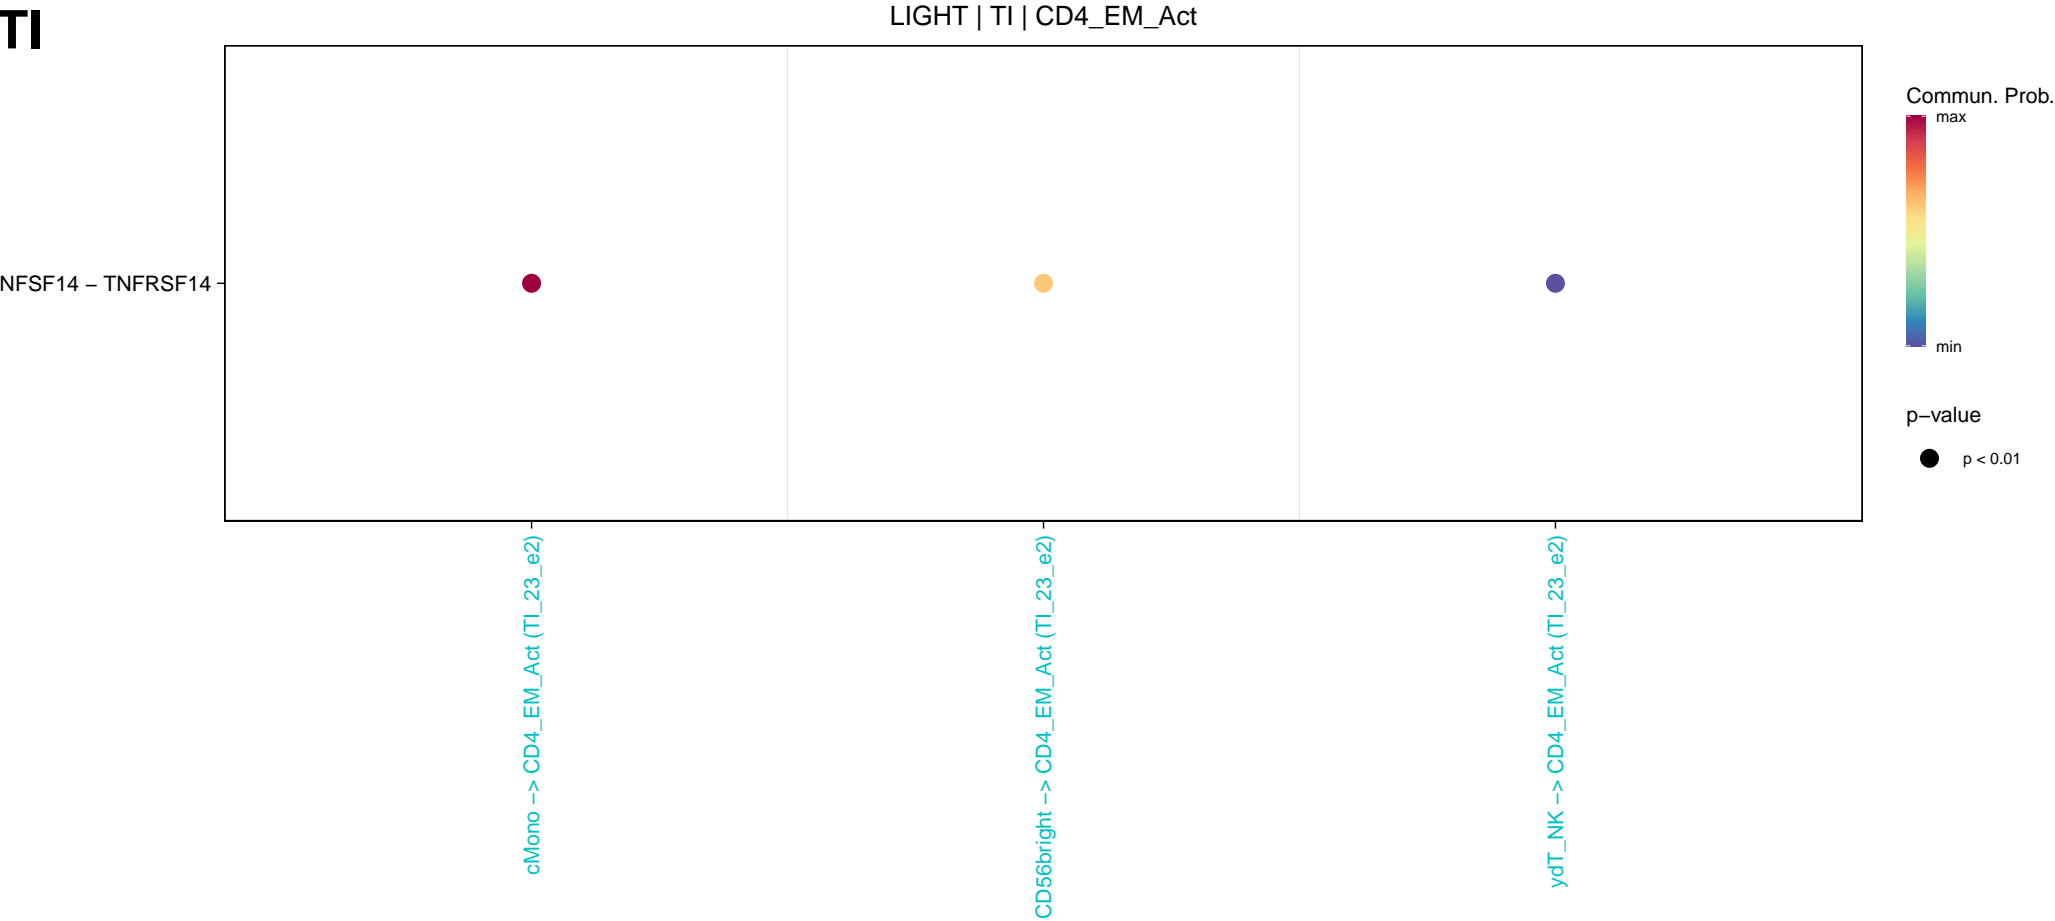 TI
LIGHT | TI | CD4_EM_Act
NFSF14 – TNFRSF14
cMono –> CD4_EM_Act (TI_23_e2)
CD56bright –> CD4_EM_Act (TI_23_e2)
ydT_NK –> CD4_EM_Act (TI_23_e2)
Commun. Prob.
max
min
p–value
p < 0.01